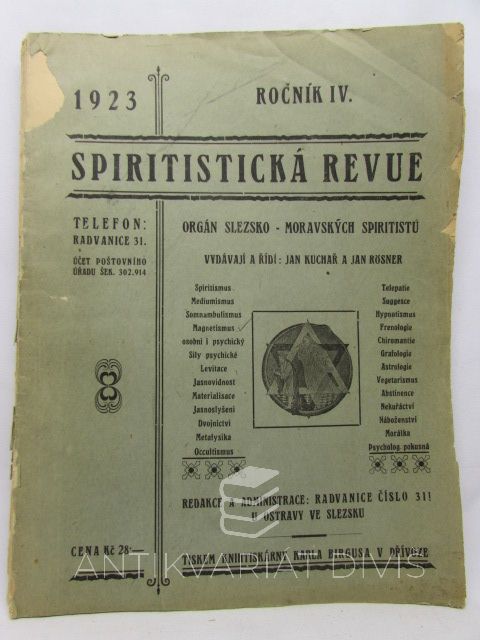 1923
ROČNÍK IV.
SPIRITISTICKÁ REVUE
TELEFON:
RADVANICE 31.
ÚČET POŠTOVNÍHO
ÚŘADU ŠEK. 302.914
ORGÁN SLEZSKO - MORAVSKÝCH SPIRITISTŮ
VYDÁVAJÍ A ŘÍDÍ: JAN KUCHAŘ A JAN RÖSNER
Spiritismus
Mediumismus
Somnambulismus
Magnetismus
osobní i psychický
Síly psychické
Levitace
Jasnovidnost
Materialisace
Jasnoslyšení
Dvojnictví
Metafysika
Occultismus
Telepatie
Suggesce
Hypnotismus
Frenologie
Chiromantie
Grafologie
Astrologie
Vegetarismus
Abstinence
Nekuřáctví
Náboženství
Morálka
Psycholog. pokusná
REDAKCE A ADMINISTRACE: RADVANICE ČÍSLO 311
U OSTRAVY VE SLEZSKU
CENA Kč 28·—
TISKEM KNIHTISKÁRNY KARLA BIRGUSA V PŘÍVOZE
ANTIKVARIAT DIVIS